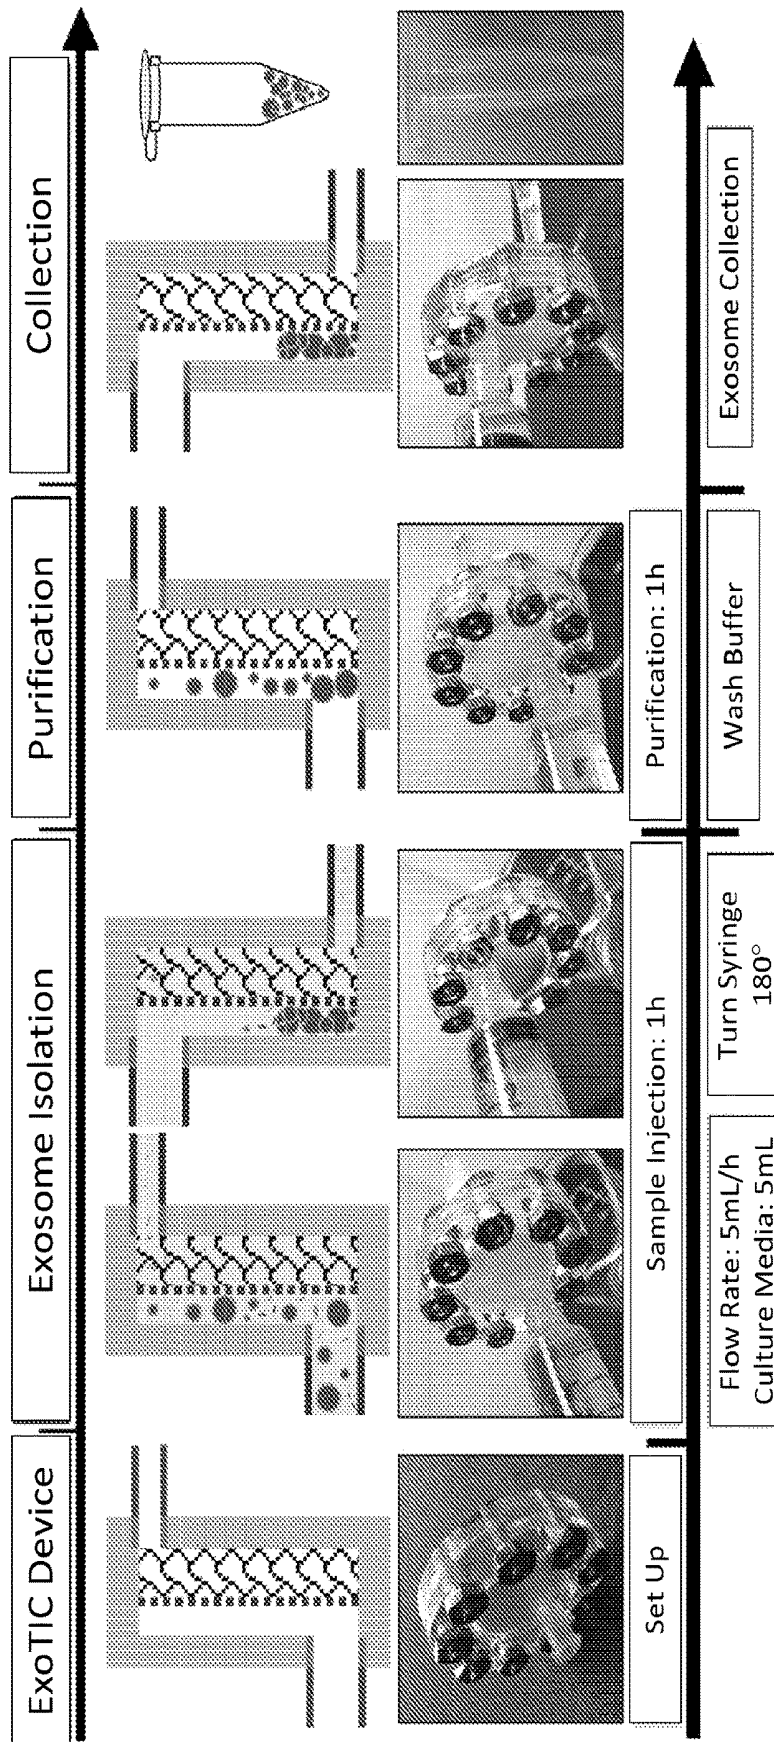 ExoTIC Device
Exosome Isolation
Purification
Collection
Set Up
Sample Injection: 1h
Purification: 1h
Flow Rate: 5mL/h
Culture Media: 5mL
Turn Syringe
180°
Wash Buffer
Exosome Collection